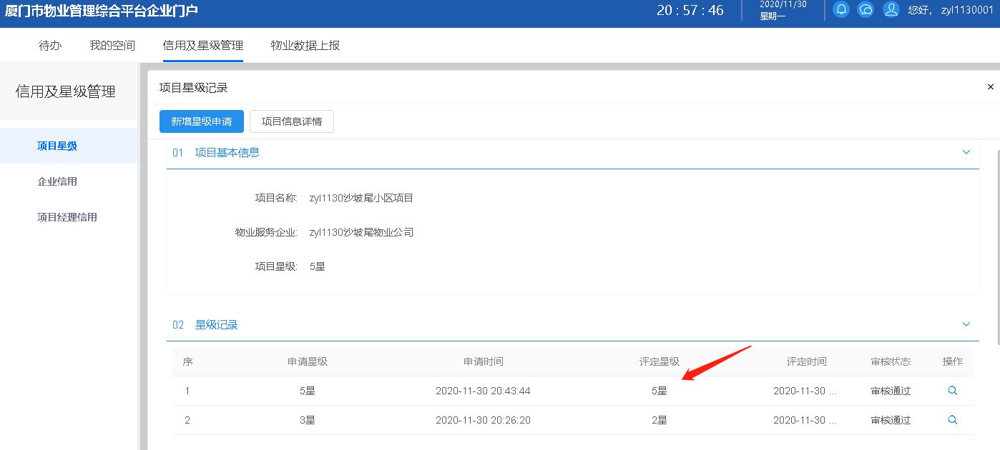 厦门市物业管理综合平台企业门户
20 : 57 : 46
2020/11/30
星期一
您好， zyl1130001
待办 我的空间 信用及星级管理 物业数据上报
信用及星级管理
项目星级
企业信用
项目经理信用
项目星级记录 ×
新增星级申请 项目信息详情
01 项目基本信息
项目名称: zyl1130沙坡尾小区项目
物业服务企业: zyl1130沙坡尾物业公司
项目星级: 5星
02 星级记录
序 申请星级 申请时间 评定星级 评定时间 审核状态 操作
1 5星 2020-11-30 20:43:44 5星 2020-11-30 ... 审核通过
2 3星 2020-11-30 20:26:20 2星 2020-11-30 ... 审核通过